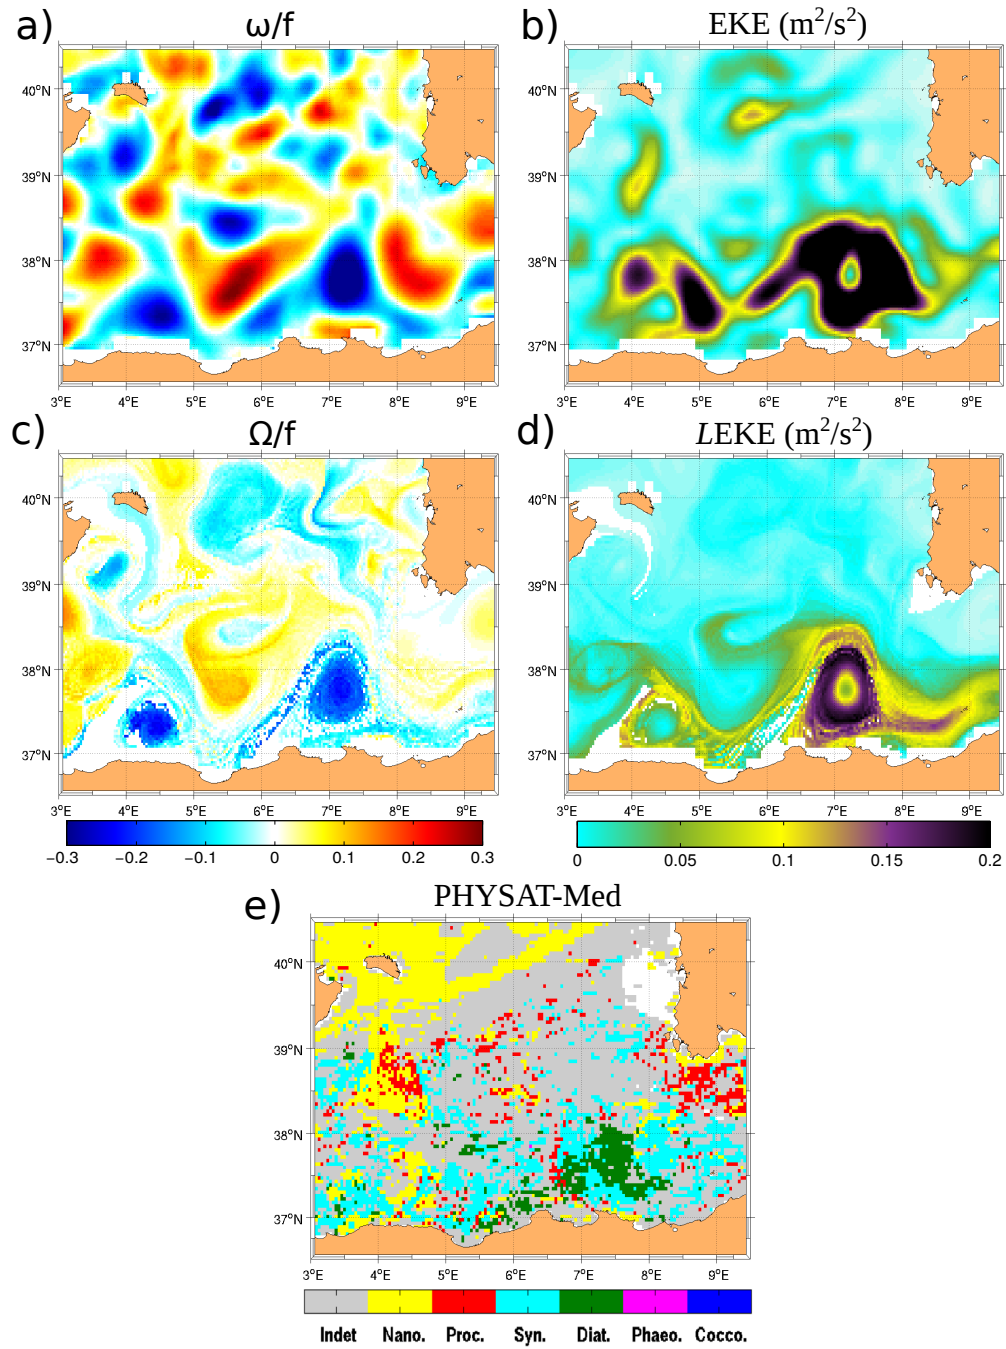 a) ω/f
b) EKE (m²/s²)
40°N
39°N
38°N
37°N
3°E 4°E 5°E 6°E 7°E 8°E 9°E
40°N
39°N
38°N
37°N
3°E 4°E 5°E 6°E 7°E 8°E 9°E
c) Ω/f
d) LEKE (m²/s²)
40°N
39°N
38°N
37°N
3°E 4°E 5°E 6°E 7°E 8°E 9°E
40°N
39°N
38°N
37°N
3°E 4°E 5°E 6°E 7°E 8°E 9°E
−0.3 −0.2 −0.1 0 0.1 0.2 0.3
0 0.05 0.1 0.15 0.2
e) PHYSAT-Med
40°N
39°N
38°N
37°N
3°E 4°E 5°E 6°E 7°E 8°E 9°E
Indet Nano. Proc. Syn. Diat. Phaeo. Cocco.